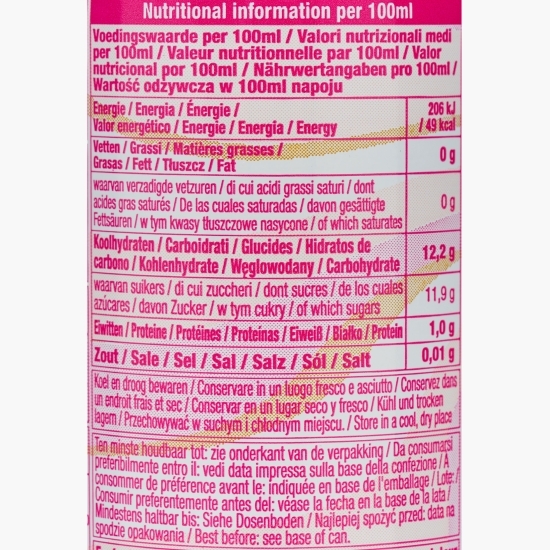 Nutritional information per 100ml
Voedingswaarde per 100ml / Valori nutrizionali medi
per 100ml / Valeur nutritionnelle par 100ml / Valor
nutricional por 100ml / Nährwertangaben pro 100ml /
Wartość odżywcza w 100ml napoju
Energie / Energia / Énergie /
Valor energético / Energie / Energia / Energy
206 kJ
/ 49 kcal
Vetten / Grassi / Matières grasses /
Grasas / Fett / Tłuszcz / Fat
0 g
waarvan verzadigde vetzuren / di cui acidi grassi saturi / dont
acides gras saturés / De las cuales saturadas / davon gesättigte
Fettsäuren / w tym kwasy tłuszczowe nasycone / of which saturates
0 g
Koolhydraten / Carboidrati / Glucides / Hidratos de
carbono / Kohlenhydrate / Węglowodany / Carbohydrate
12,2 g
waarvan suikers / di cui zuccheri / dont sucres / de los cuales
azúcares / davon Zucker / w tym cukry / of which sugars
11,9 g
Eiwitten / Proteine / Protéines / Proteínas / Eiweiß / Białko / Protein
1,0 g
Zout / Sale / Sel / Sal / Salz / Sól / Salt
0,01 g
Koel en droog bewaren / Conservare in un luogo fresco e asciutto / Conservez dans
un endroit frais et sec / Conservar en un lugar seco y fresco / Kühl und trocken
lagern / Przechowywać w suchym i chłodnym miejscu. / Store in a cool, dry place
Ten minste houdbaar tot: zie onderkant van de verpakking / Da consumarsi
preferibilmente entro il: vedi data impressa sulla base della confezione / À
consommer de préférence avant le: indiquée en base de l'emballage / Lote: /
Consumir preferentemente antes del: véase la fecha en la base de la lata /
Mindestens haltbar bis: Siehe Dosenboden / Najlepiej spożyć przed: data na
spodzie opakowania / Best before: see base of can.